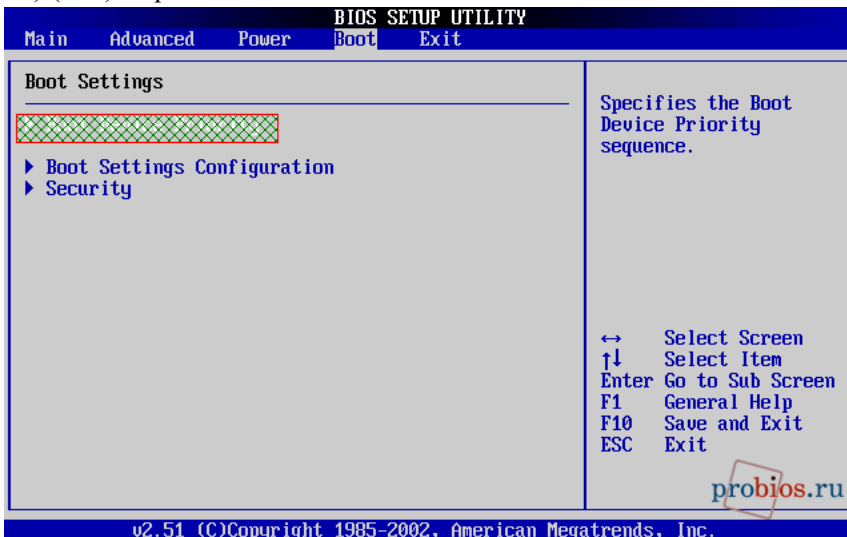 BIOS SETUP UTILITY
Main Advanced Power Boot Exit
Boot Settings
Boot Settings Configuration
Security
Specifies the Boot
Device Priority
sequence.
↔ Select Screen
↑↓ Select Item
Enter Go to Sub Screen
F1 General Help
F10 Save and Exit
ESC Exit
probios.ru
v2.51 (C)Copyright 1985-2002, American Megatrends, Inc.